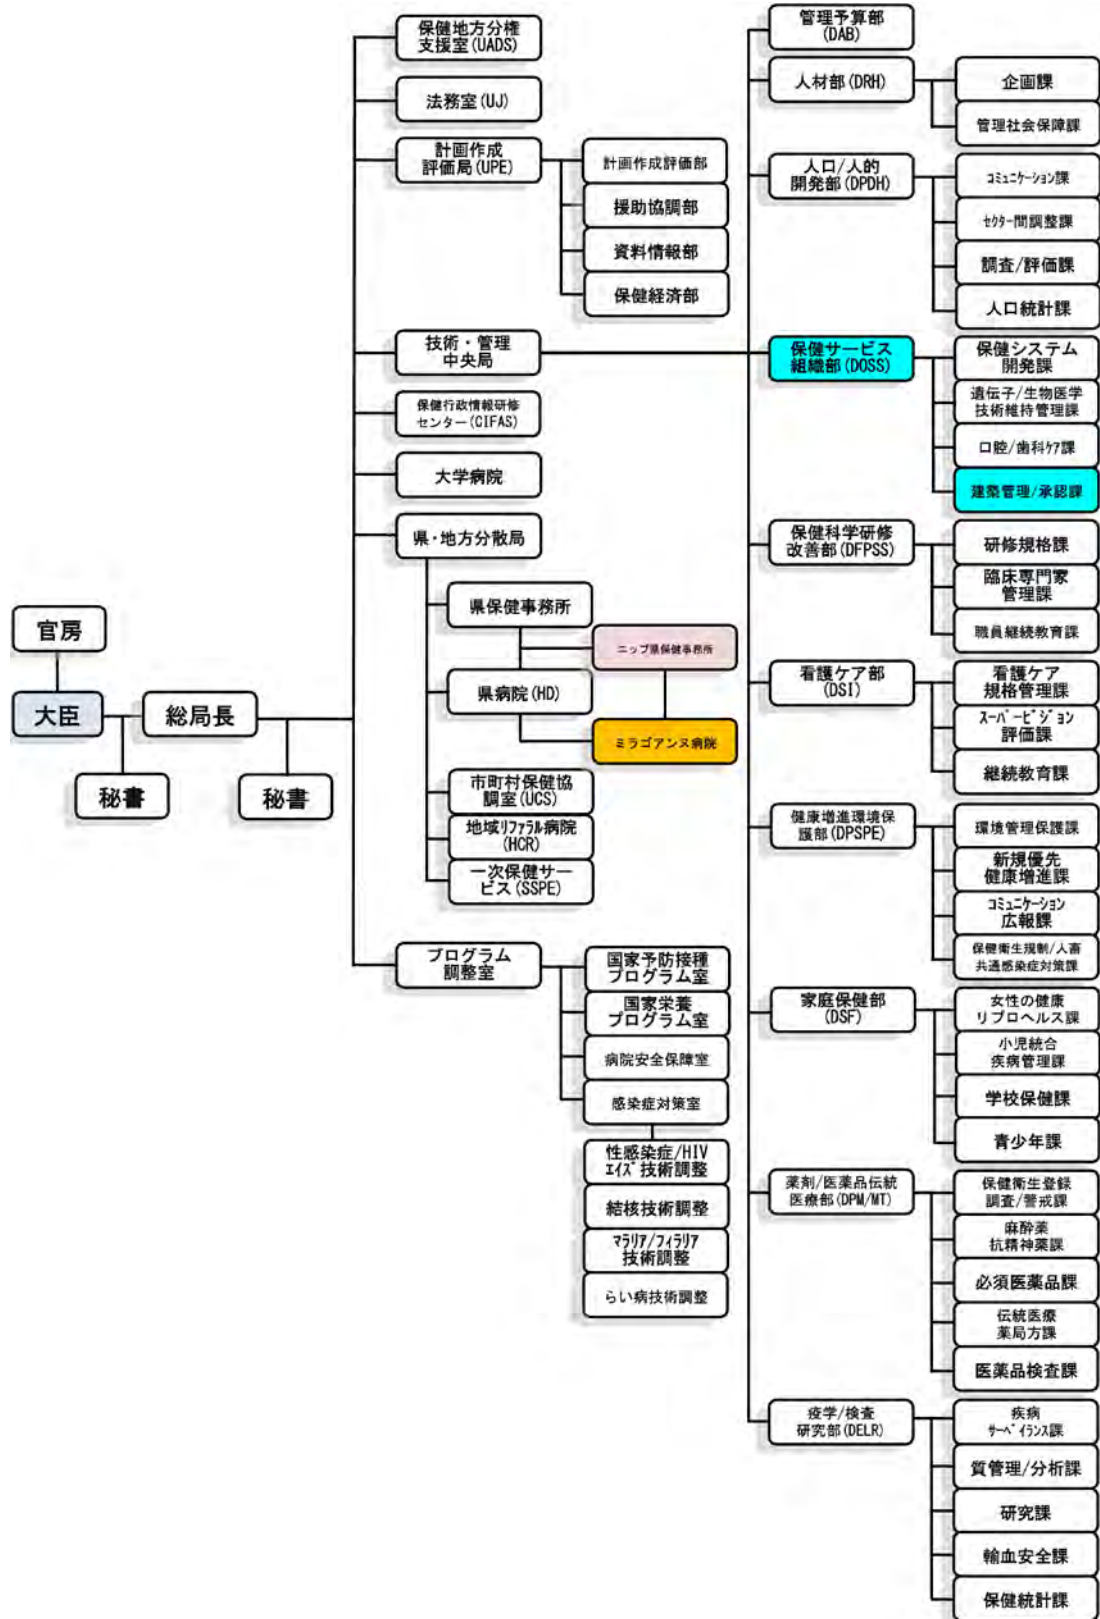 官房
大臣
秘書
総局長
秘書
保健地方分権
支援室(UADS)
法務室(UJ)
計画作成
評価局(UPE)
計画作成評価部
援助協調部
資料情報部
保健経済部
技術・管理
中央局
保健行政情報研修
センター(CIFAS)
大学病院
県・地方分散局
県保健事務所
ニップ県保健事務所
県病院(HD)
ミラゴアンヌ病院
市町村保健協
調室(UCS)
地域リファラル病院
(HCR)
一次保健サー
ビス(SSPE)
プログラム
調整室
国家予防接種
プログラム室
国家栄養
プログラム室
病院安全保障室
感染症対策室
性感染症/HIV
エイズ技術調整
結核技術調整
マラリア/フィラリア
技術調整
らい病技術調整
管理予算部
(DAB)
人材部(DRH)
企画課
管理社会保障課
人口/人的
開発部(DPDH)
コミュニケーション課
セクター間調整課
調査/評価課
人口統計課
保健サービス
組織部(DOSS)
保健システム
開発課
遺伝子/生物医学
技術維持管理課
口腔/歯科ケア課
建築管理/承認課
保健科学研修
改善部(DFPSS)
研修規格課
臨床専門家
管理課
職員継続教育課
看護ケア部
(DSI)
看護ケア
規格管理課
スーパービジョン
評価課
継続教育課
健康増進環境保
護部(DPSPE)
環境管理保護課
新規優先
健康増進課
コミュニケーション
広報課
保健衛生規制/人畜
共通感染症対策課
家庭保健部
(DSF)
女性の健康
リプロヘルス課
小児統合
疾病管理課
学校保健課
青少年課
薬剤/医薬品伝統
医療部(DPM/MT)
保健衛生登録
調査/警戒課
麻酔薬
抗精神薬課
必須医薬品課
伝統医療
薬局方課
医薬品検査課
疫学/検査
研究部(DELR)
疾病
サーベイランス課
質管理/分析課
研究課
輸血安全課
保健統計課